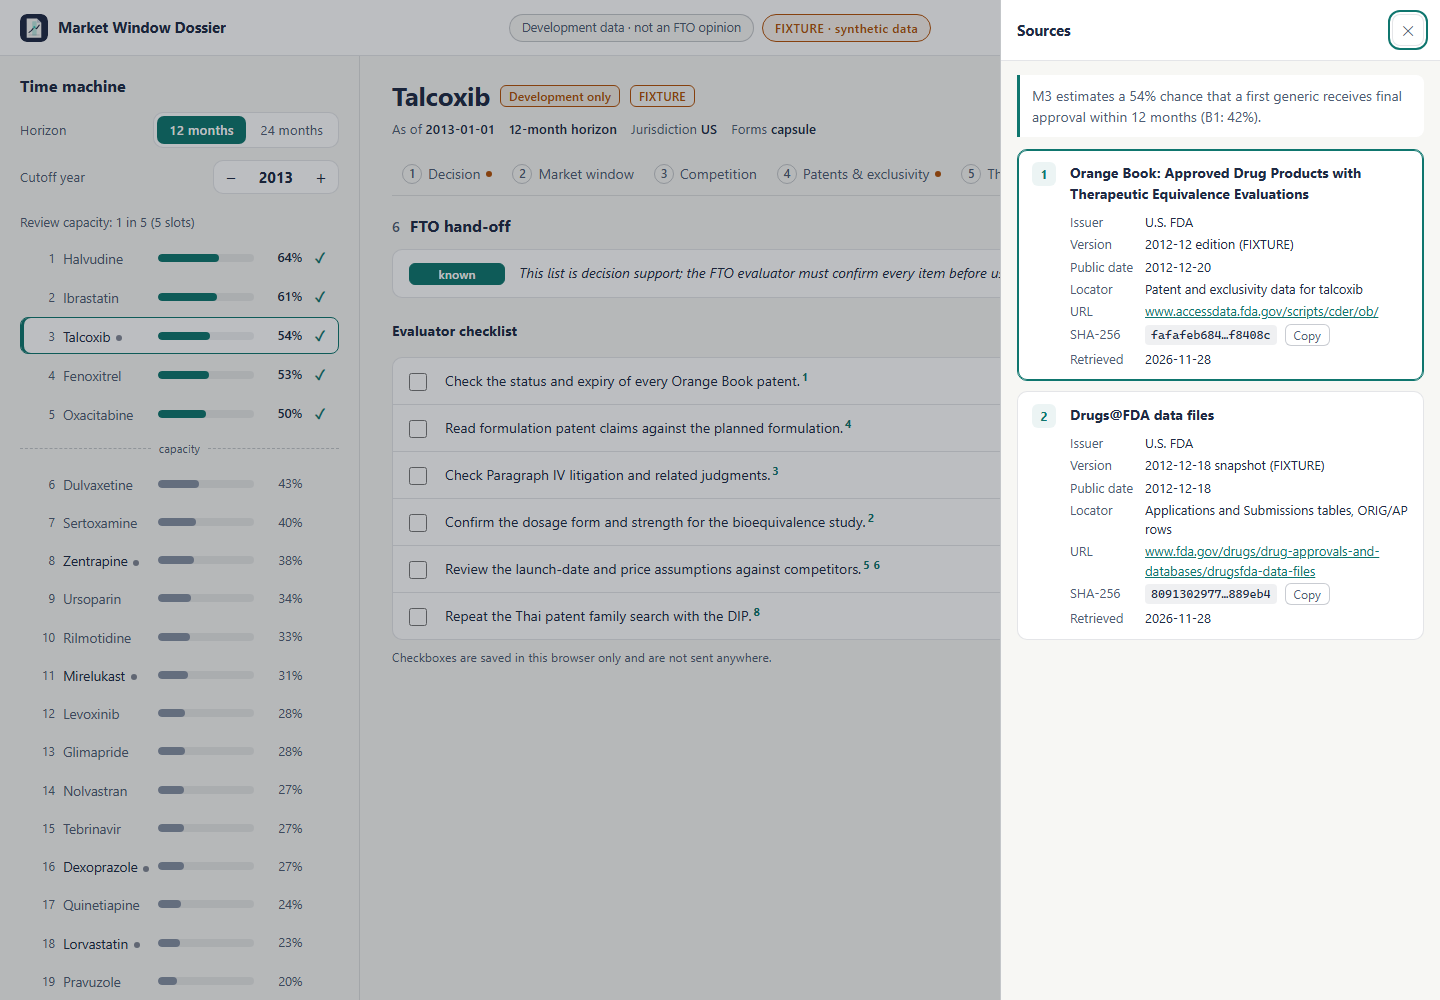 Market Window Dossier
Development data · not an FTO opinion
FIXTURE · synthetic data
Time machine
Horizon
12 months
24 months
Cutoff year
− 2013 +
Review capacity: 1 in 5 (5 slots)
1 Halvudine 64% ✓
2 Ibrastatin 61% ✓
3 Talcoxib 54% ✓
4 Fenoxitrel 53% ✓
5 Oxacitabine 50% ✓
capacity
6 Dulvaxetine 43%
7 Sertoxamine 40%
8 Zentrapine 38%
9 Ursoparin 34%
10 Rilmotidine 33%
11 Mirelukast 31%
12 Levoxinib 28%
13 Glimapride 28%
14 Nolvastran 27%
15 Tebrinavir 27%
16 Dexoprazole 27%
17 Quinetiapine 24%
18 Lorvastatin 23%
19 Pravuzole 20%
Talcoxib
Development only
FIXTURE
As of 2013-01-01 12-month horizon Jurisdiction US Forms capsule
1 Decision
2 Market window
3 Competition
4 Patents & exclusivity
5 Th
6 FTO hand-off
known
This list is decision support; the FTO evaluator must confirm every item before u
Evaluator checklist
Check the status and expiry of every Orange Book patent. 1
Read formulation patent claims against the planned formulation. 4
Check Paragraph IV litigation and related judgments. 3
Confirm the dosage form and strength for the bioequivalence study. 2
Review the launch-date and price assumptions against competitors. 5 6
Repeat the Thai patent family search with the DIP. 8
Checkboxes are saved in this browser only and are not sent anywhere.
Sources
M3 estimates a 54% chance that a first generic receives final
approval within 12 months (B1: 42%).
1 Orange Book: Approved Drug Products with
Therapeutic Equivalence Evaluations
Issuer U.S. FDA
Version 2012-12 edition (FIXTURE)
Public date 2012-12-20
Locator Patent and exclusivity data for talcoxib
URL www.accessdata.fda.gov/scripts/cder/ob/
SHA-256 fafafeb684…f8408c Copy
Retrieved 2026-11-28
2 Drugs@FDA data files
Issuer U.S. FDA
Version 2012-12-18 snapshot (FIXTURE)
Public date 2012-12-18
Locator Applications and Submissions tables, ORIG/AP
rows
URL www.fda.gov/drugs/drug-approvals-and-
databases/drugsfda-data-files
SHA-256 8091302977…889eb4 Copy
Retrieved 2026-11-28